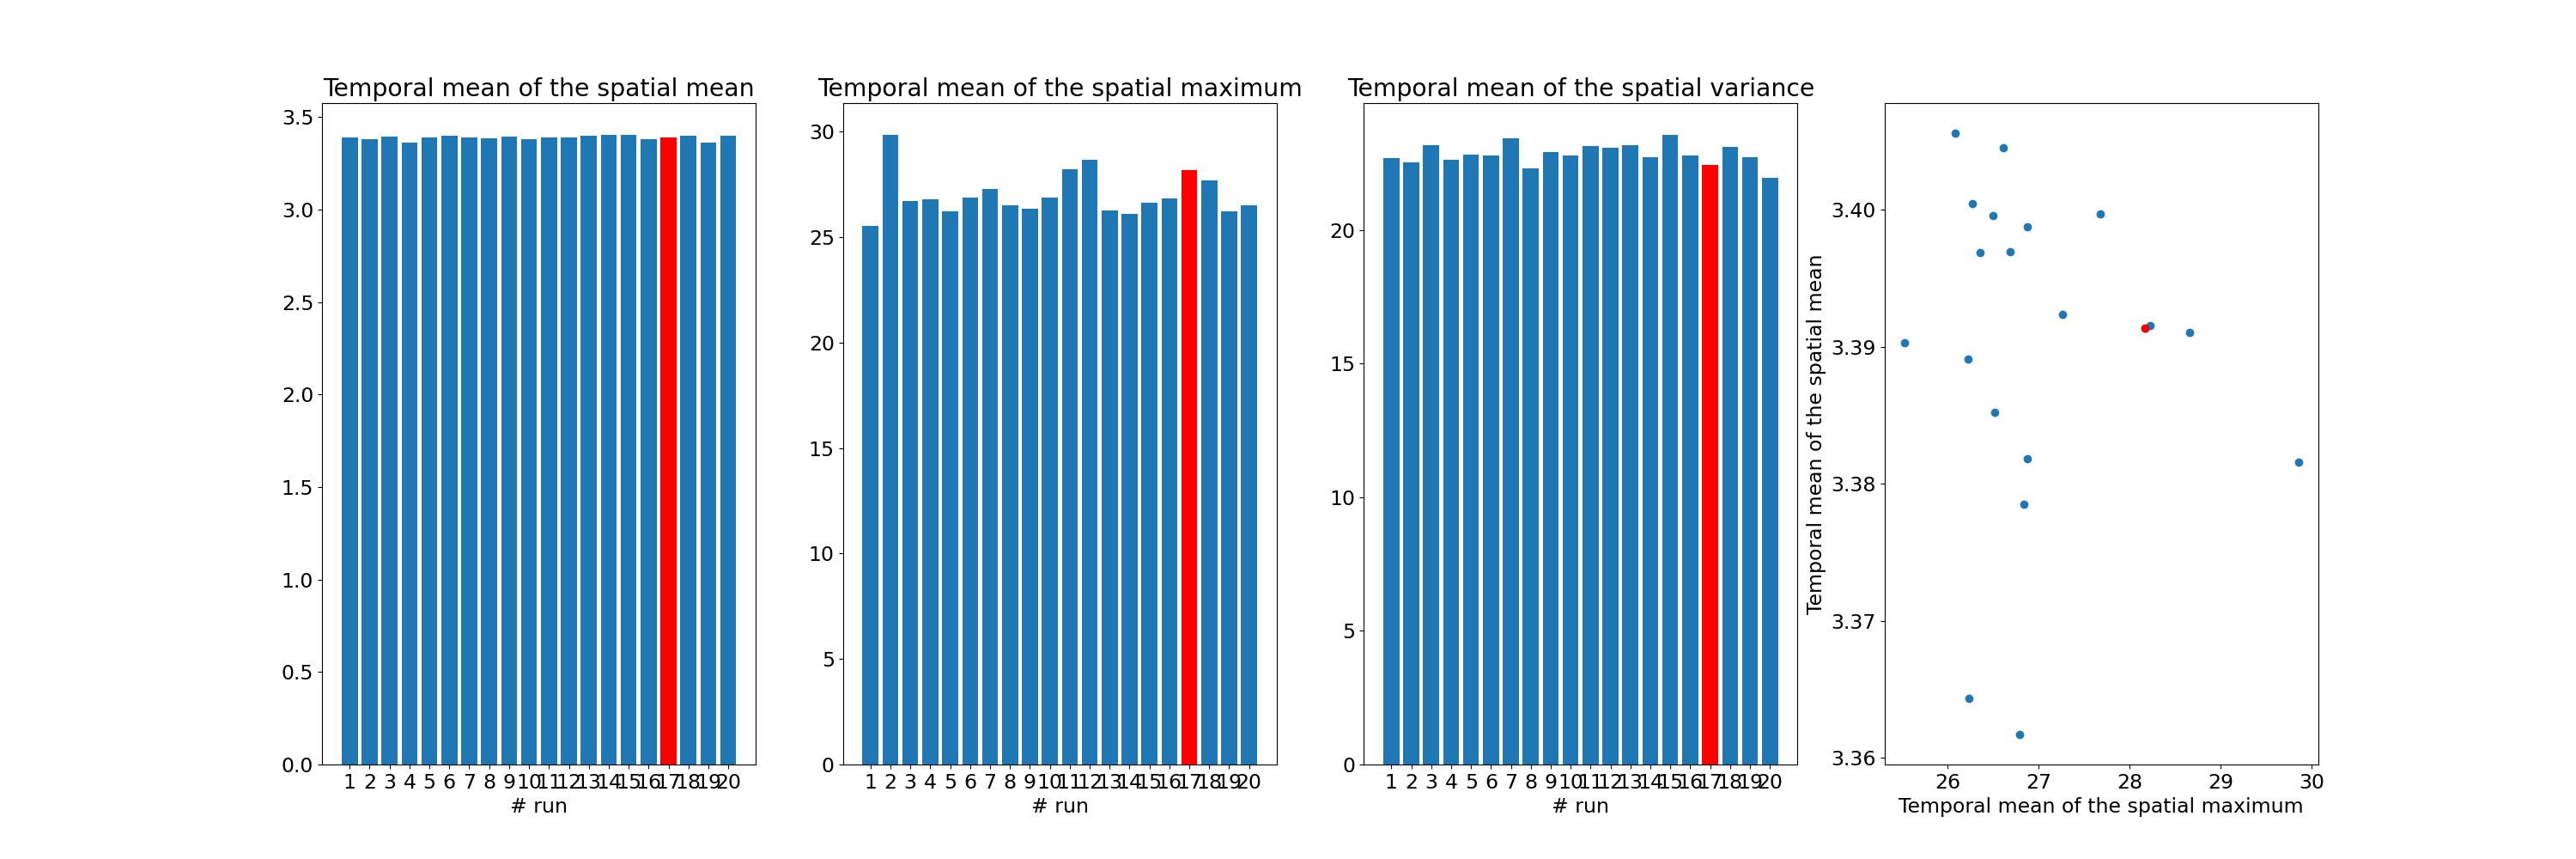 Temporal mean of the spatial mean
3.5
3.0
2.5
2.0
1.5
1.0
0.5
0.0
1 2 3 4 5 6 7 8 9 10 11 12 13 14 15 16 17 18 19 20
# run
Temporal mean of the spatial maximum
30
25
20
15
10
5
0
1 2 3 4 5 6 7 8 9 10 11 12 13 14 15 16 17 18 19 20
# run
Temporal mean of the spatial variance
20
15
10
5
0
1 2 3 4 5 6 7 8 9 10 11 12 13 14 15 16 17 18 19 20
# run
Temporal mean of the spatial mean
3.40
3.39
3.38
3.37
3.36
26 27 28 29 30
Temporal mean of the spatial maximum